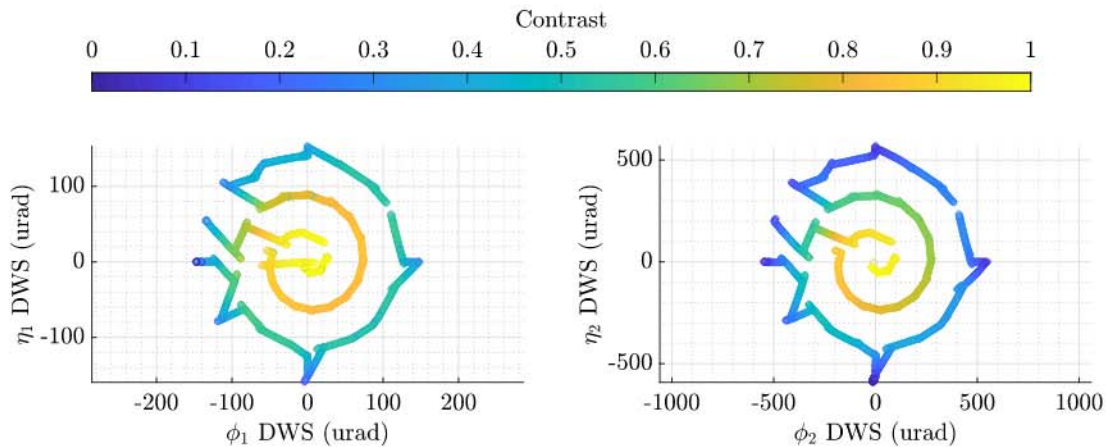 Contrast
0 0.1 0.2 0.3 0.4 0.5 0.6 0.7 0.8 0.9 1
η₁ DWS (urad)
100
0
-100
-200 -100 0 100 200
ϕ₁ DWS (urad)
η₂ DWS (urad)
500
0
-500
-1000 -500 0 500 1000
ϕ₂ DWS (urad)